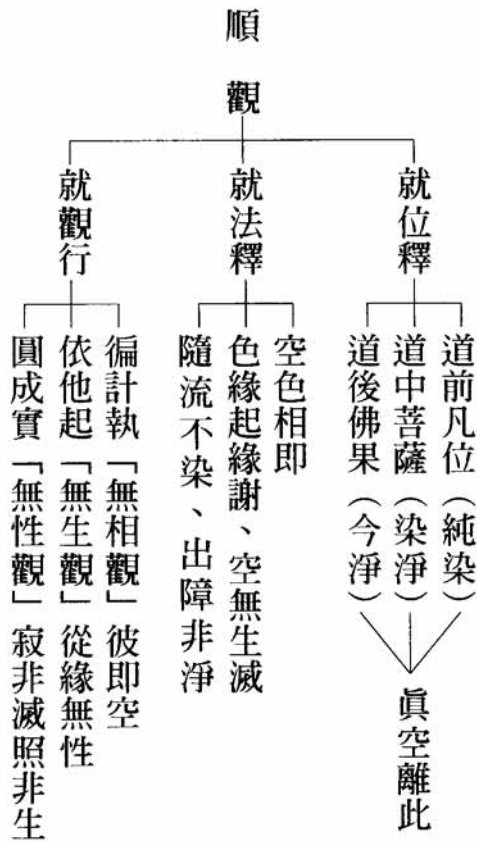 順觀
就位釋
道前凡位（純染）
道中菩薩（染淨）
道後佛果（今淨）
眞空離此
就法釋
空色相即
色緣起緣謝、空無生滅
隨流不染、出障非淨
就觀行
徧計執「無相觀」彼即空
依他起「無生觀」從緣無性
圓成實「無性觀」寂非滅照非生